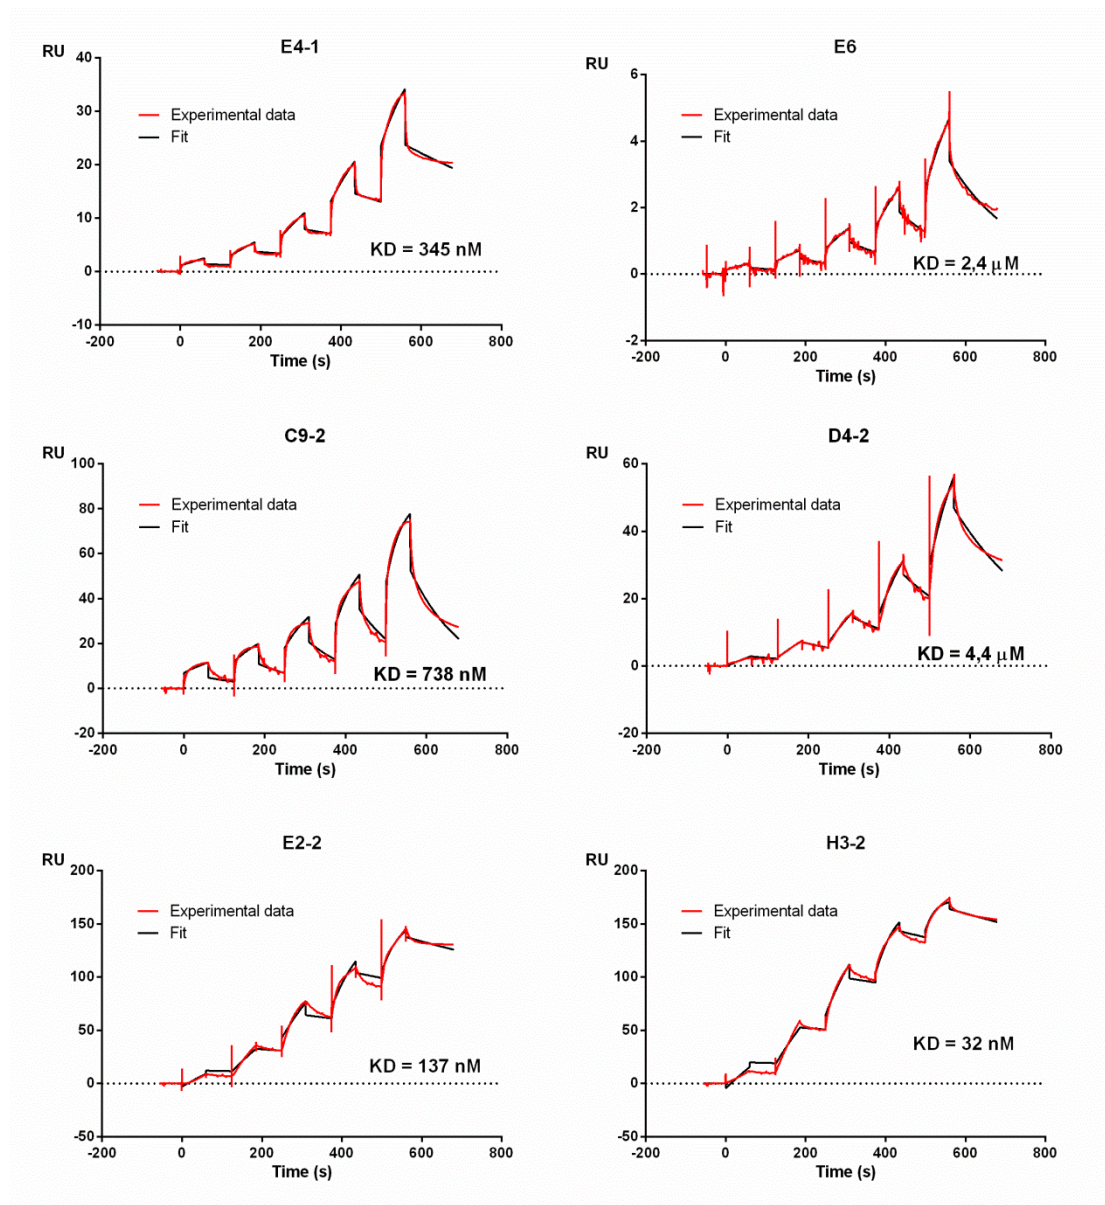 E4-1
RU
40
30
20
10
0
-10
Experimental data
Fit
KD = 345 nM
-200 0 200 400 600 800
Time (s)
E6
RU
6
4
2
0
-2
Experimental data
Fit
KD = 2,4 μM
-200 0 200 400 600 800
Time (s)
C9-2
RU
100
80
60
40
20
0
-20
Experimental data
Fit
KD = 738 nM
-200 0 200 400 600 800
Time (s)
D4-2
RU
60
40
20
0
-20
Experimental data
Fit
KD = 4,4 μM
-200 0 200 400 600 800
Time (s)
E2-2
RU
200
150
100
50
0
-50
Experimental data
Fit
KD = 137 nM
-200 0 200 400 600 800
Time (s)
H3-2
RU
200
150
100
50
0
-50
Experimental data
Fit
KD = 32 nM
-200 0 200 400 600 800
Time (s)